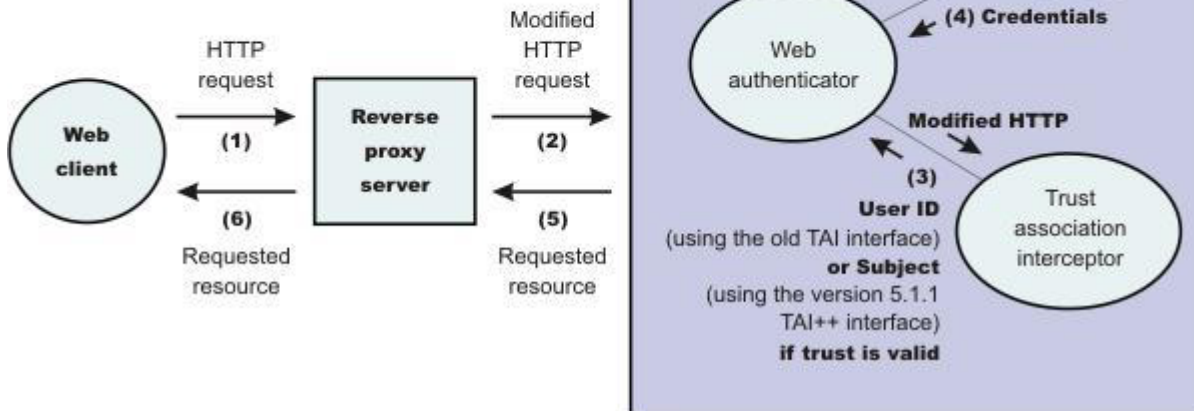 Web
client
HTTP
request
(1)
(6)
Requested
resource
Reverse
proxy
server
Modified
HTTP
request
(2)
(5)
Requested
resource
(4) Credentials
Web
authenticator
Modified HTTP
(3)
User ID
(using the old TAI interface)
or Subject
(using the version 5.1.1
TAI++ interface)
if trust is valid
Trust
association
interceptor